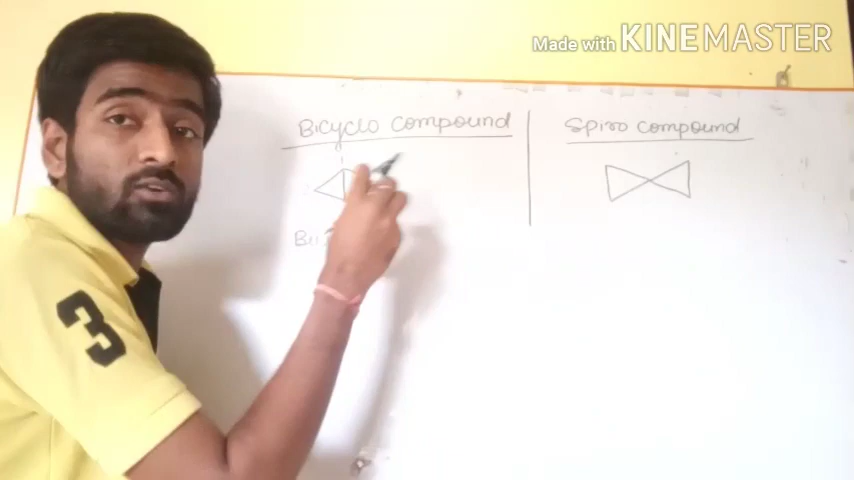 Made with KINEMASTER
Bicyclo compound
Spiro compound
3